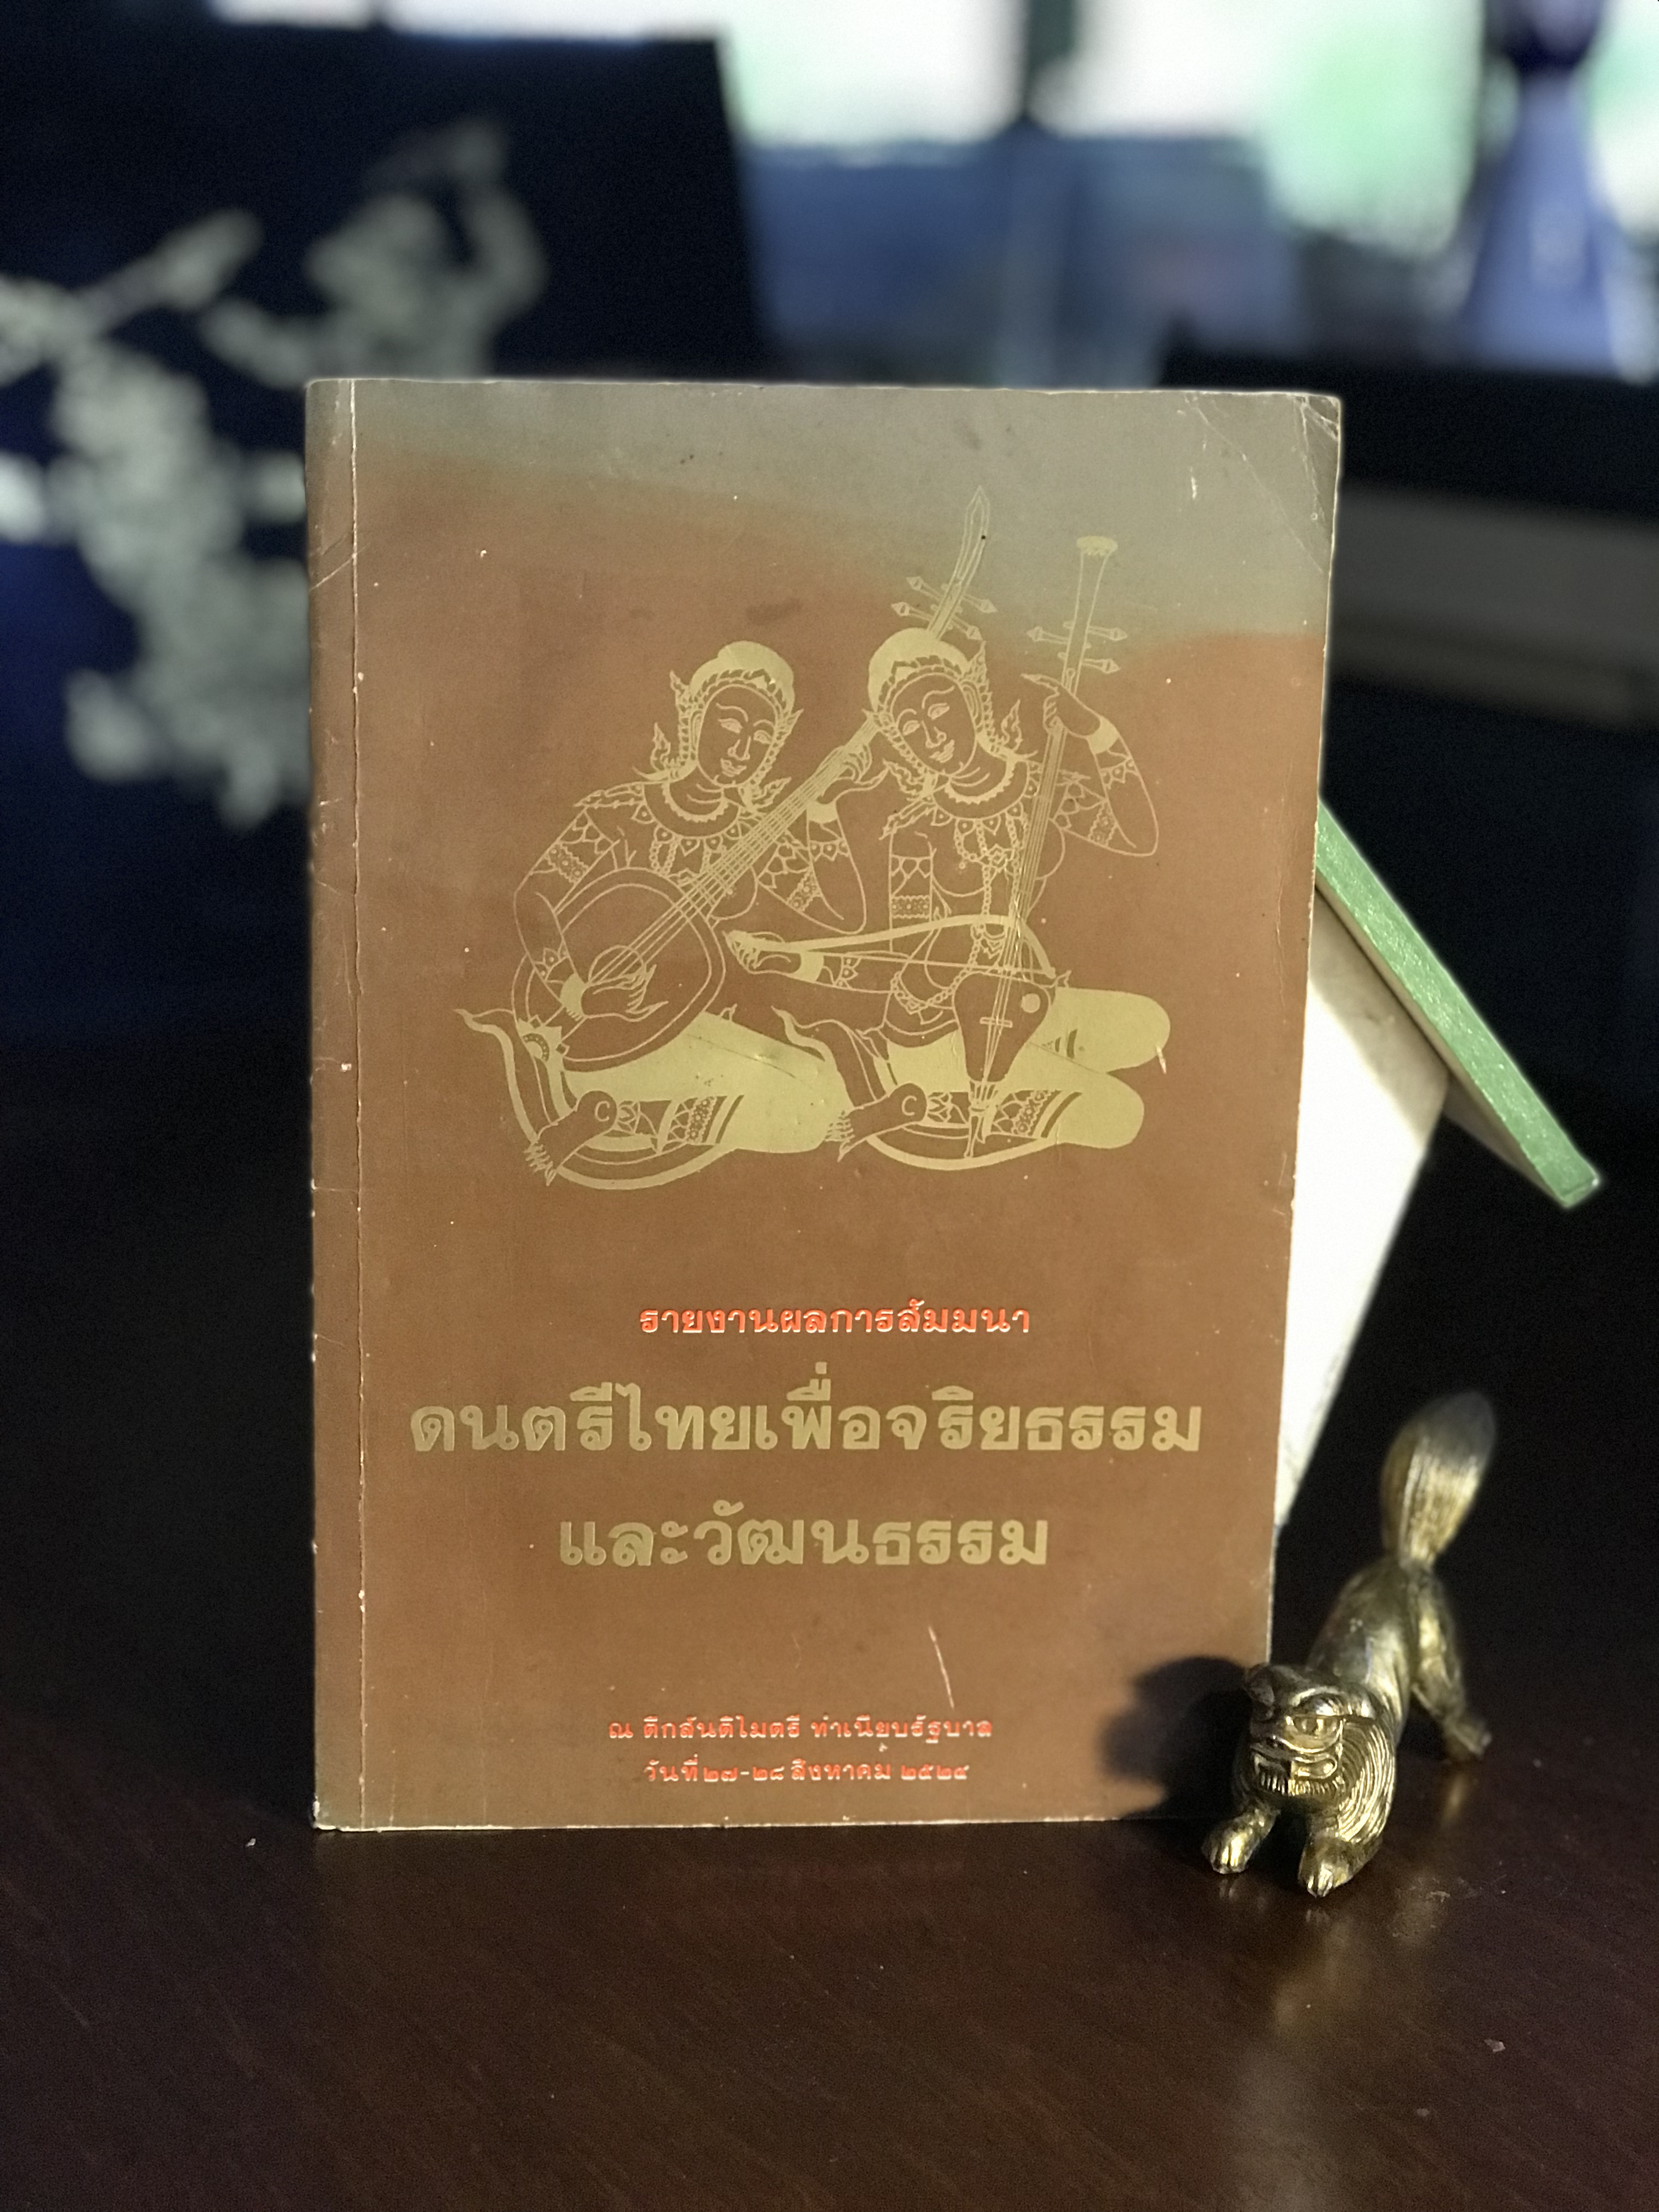 รายงานผลการสัมมนา
ดนตรีไทยเพื่อจริยธรรม
และวัฒนธรรม
ณ ตึกสันติไมตรี ทำเนียบรัฐบาล
วันที่ ๒๗-๒๘ สิงหาคม ๒๕๒๔